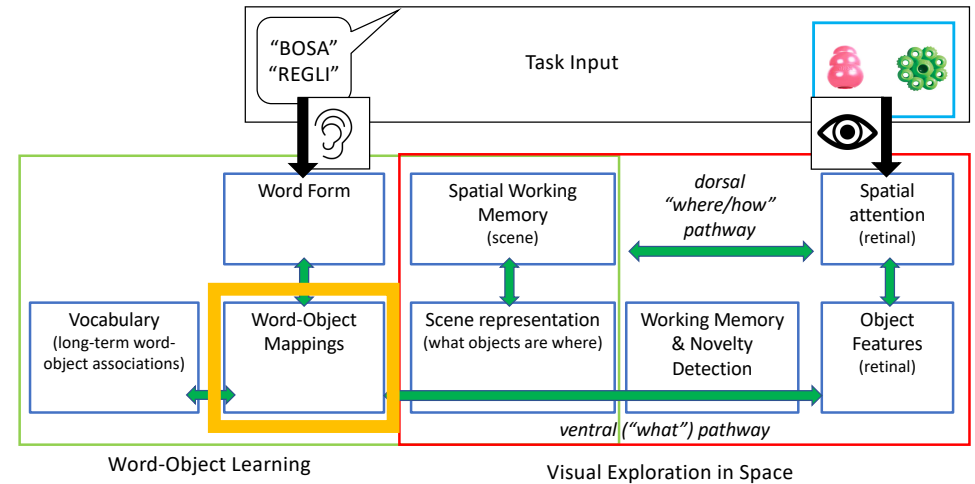 “BOSA”
“REGLI”
Task Input
Word Form
Spatial Working
Memory
(scene)
dorsal
“where/how”
pathway
Spatial
attention
(retinal)
Vocabulary
(long-term word-
object associations)
Word-Object
Mappings
Scene representation
(what objects are where)
Working Memory
& Novelty
Detection
Object
Features
(retinal)
ventral (“what”) pathway
Word-Object Learning
Visual Exploration in Space